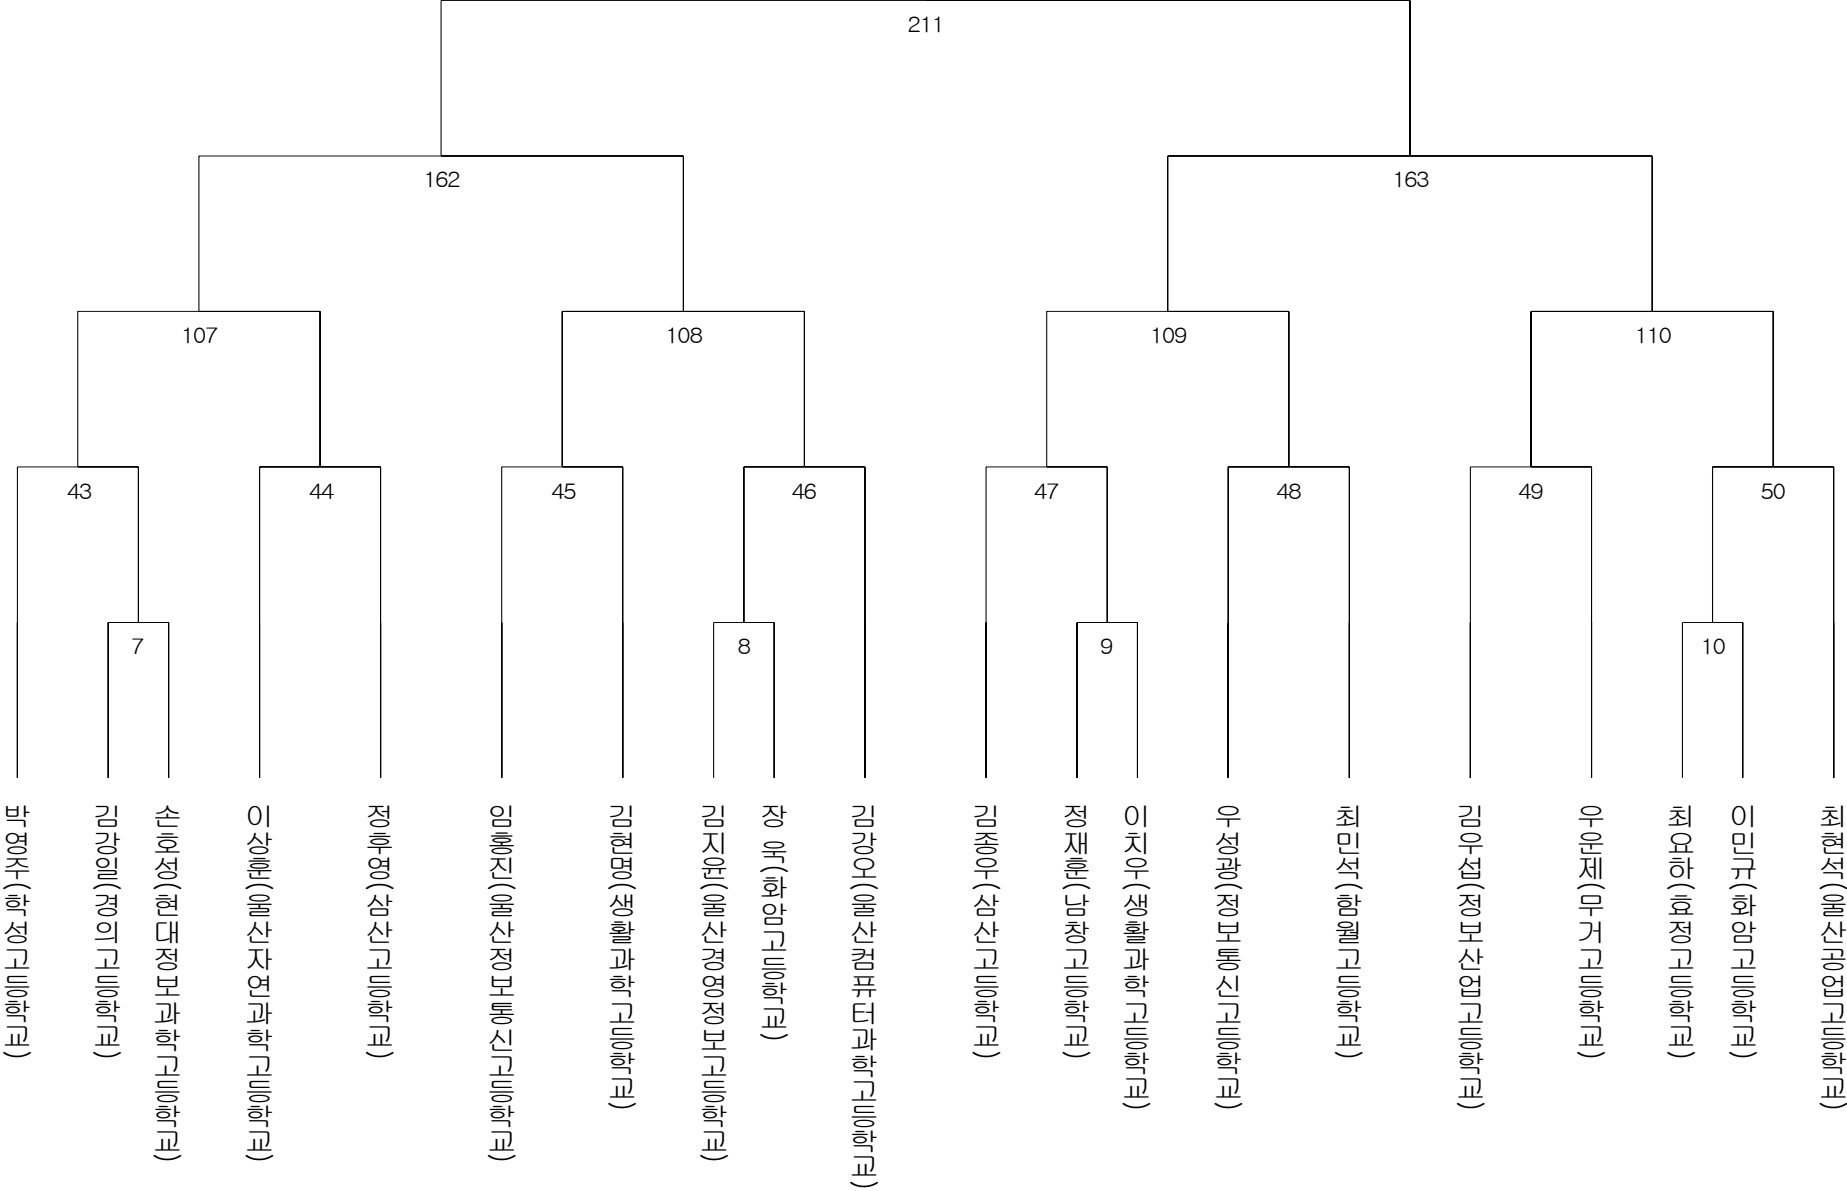 211
162
163
107
108
109
110
43
44
45
46
47
48
49
50
7
8
9
10
박영주(학성고등학교)
김강일(경의고등학교)
손호성(현대정보과학고등학교)
이상훈(울산자연과학고등학교)
정후영(삼산고등학교)
임홍진(울산정보통신고등학교)
김현명(생활과학고등학교)
김지윤(울산경영정보고등학교)
장 욱(화암고등학교)
김강오(울산컴퓨터과학고등학교)
김종우(삼산고등학교)
정재훈(남창고등학교)
이치우(생활과학고등학교)
우성광(정보통신고등학교)
최민석(함월고등학교)
김우섭(정보산업고등학교)
우운제(무거고등학교)
최요하(효정고등학교)
이민규(화암고등학교)
최현석(울산공업고등학교)